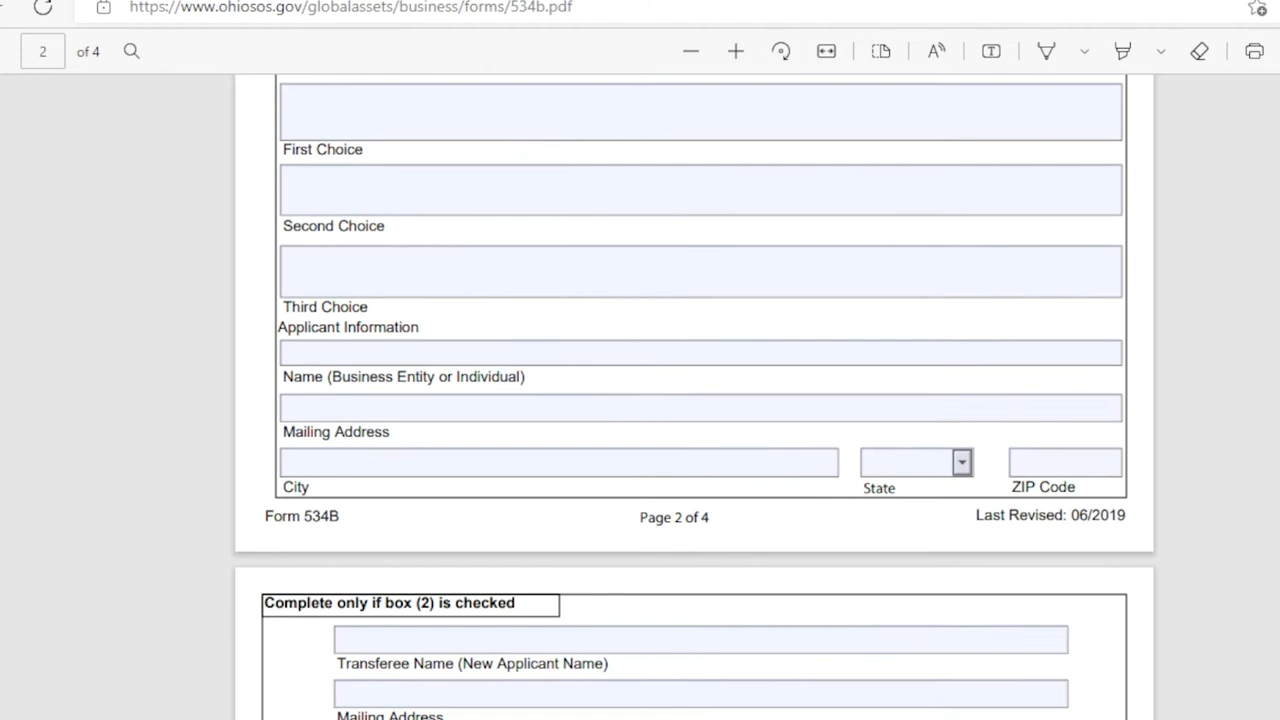 https://www.ohiosos.gov/globalassets/business/forms/534b.pdf
2 of 4
First Choice
Second Choice
Third Choice
Applicant Information
Name (Business Entity or Individual)
Mailing Address
City State ZIP Code
Form 534B Page 2 of 4 Last Revised: 06/2019
Complete only if box (2) is checked
Transferee Name (New Applicant Name)
Mailing Address